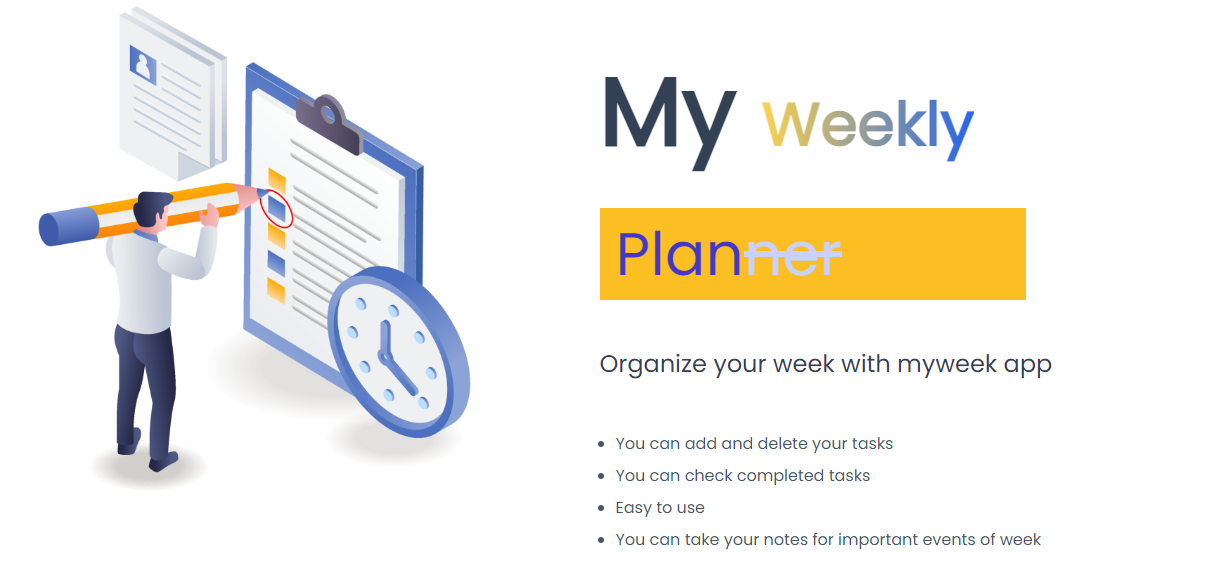 My Weekly
Planner
Organize your week with myweek app
You can add and delete your tasks
You can check completed tasks
Easy to use
You can take your notes for important events of week